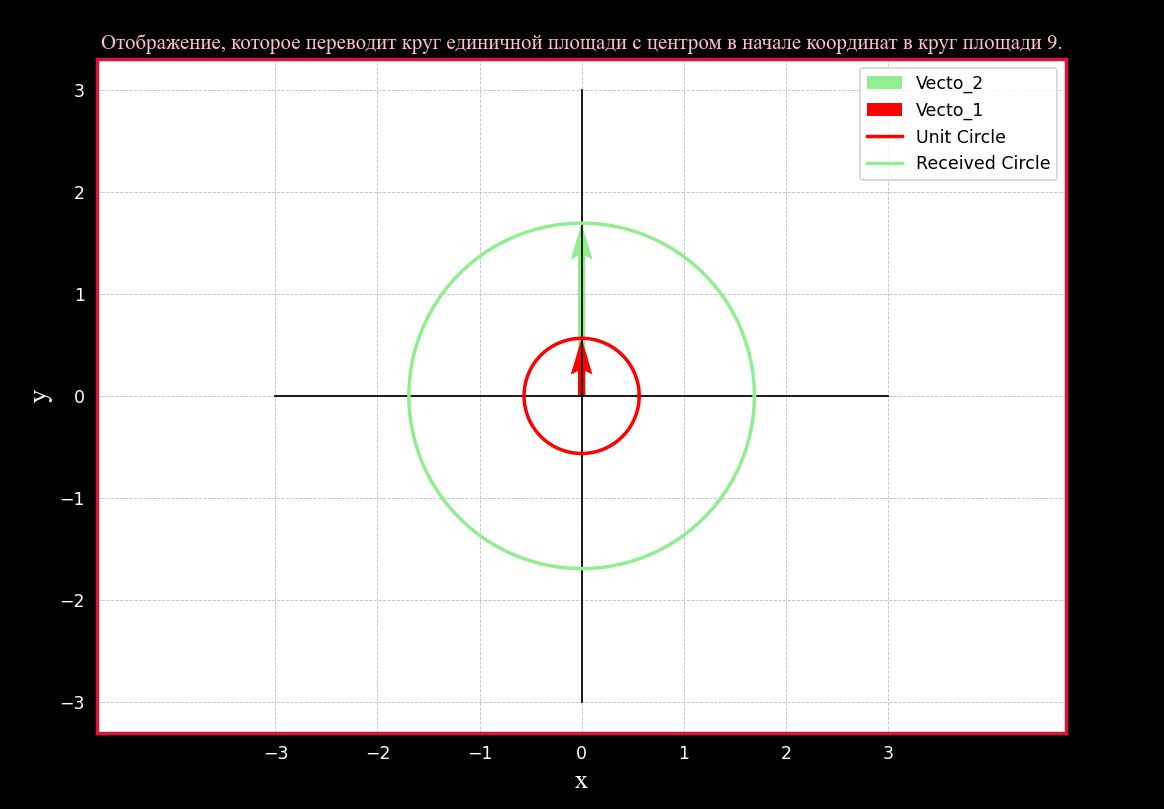 Отображение, которое переводит круг единичной площади с центром в начале координат в круг площади 9.
Vecto_2
Vecto_1
Unit Circle
Received Circle
3
2
1
0
−1
−2
−3
y
−3 −2 −1 0 1 2 3
x